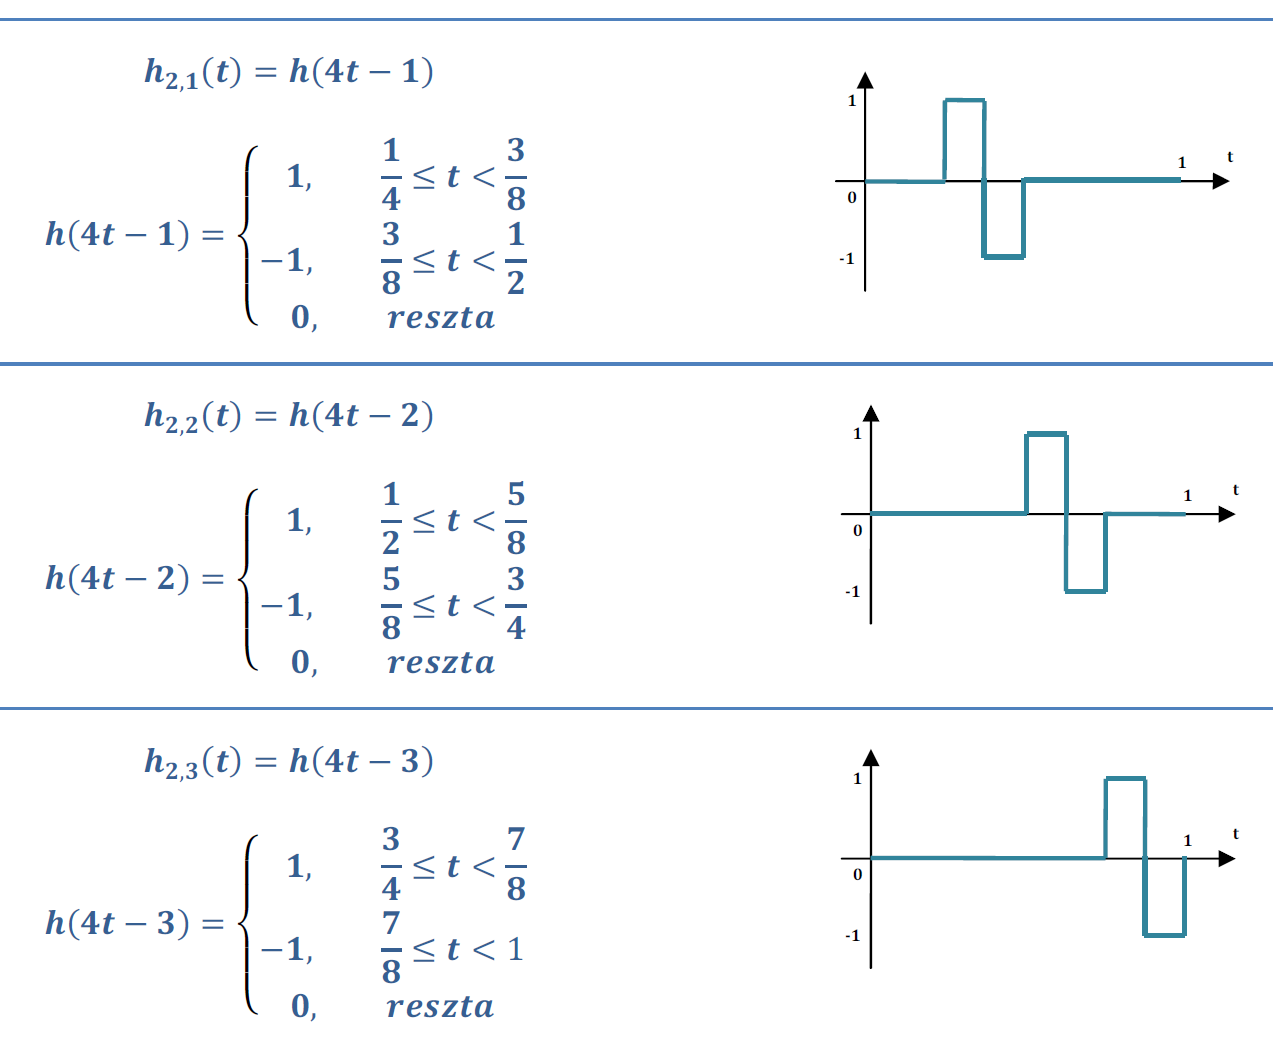 h₂,₁(t) = h(4t − 1)
h(4t − 1) = { 1, 1/4 ≤ t < 3/8
−1, 3/8 ≤ t < 1/2
0, reszta
1
0
-1
1
t
h₂,₂(t) = h(4t − 2)
h(4t − 2) = { 1, 1/2 ≤ t < 5/8
−1, 5/8 ≤ t < 3/4
0, reszta
1
0
-1
1
t
h₂,₃(t) = h(4t − 3)
h(4t − 3) = { 1, 3/4 ≤ t < 7/8
−1, 7/8 ≤ t < 1
0, reszta
1
0
-1
1
t